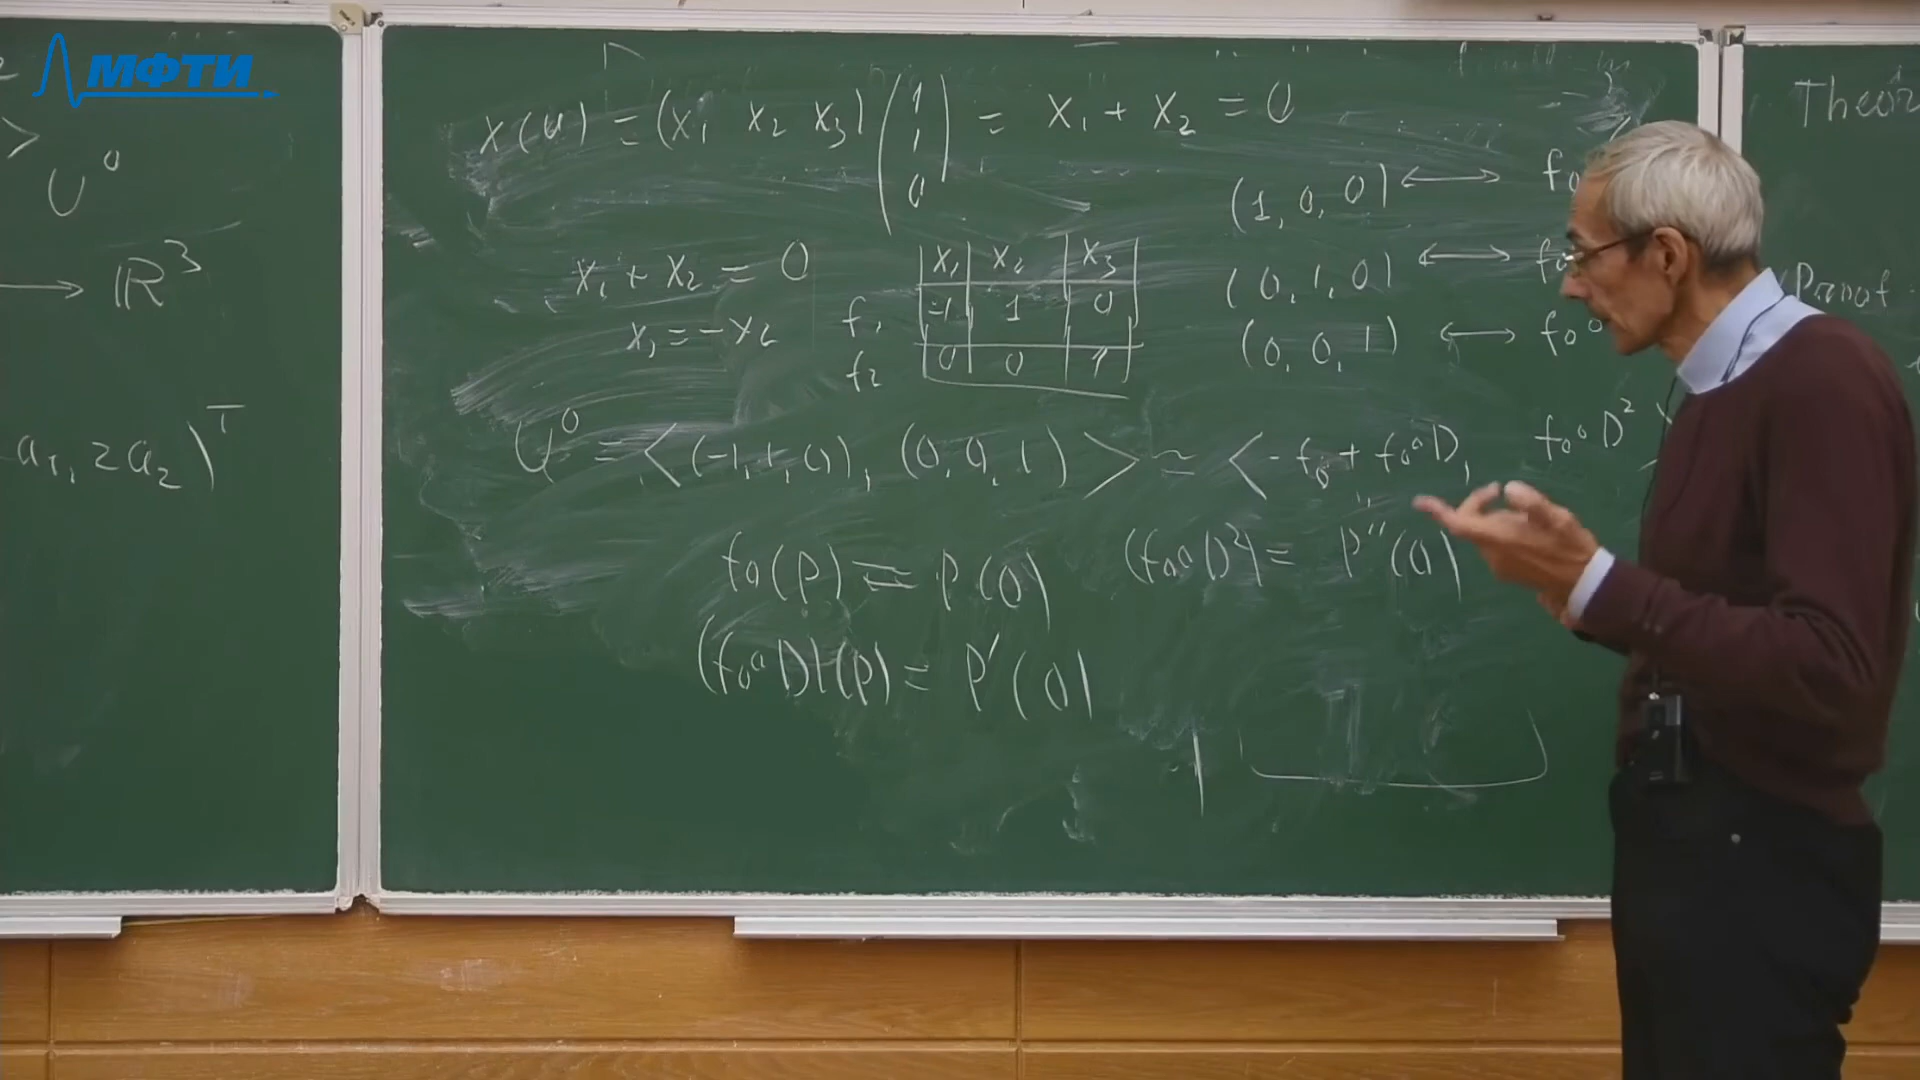 МФТИ
>
U⁰
→ ℝ³
a₁, 2a₂)ᵀ
x(u) = (x₁ x₂ x₃) (1 1 0) = x₁ + x₂ = 0
(1, 0, 0) ↔ f₀
x₁ + x₂ = 0
x₁ x₂ x₃
(0, 1, 0) ↔ f₀
x₁ = -x₂
f₁ -1 1 0
(0, 0, 1) ↔ f₀∘
f₂ 0 0 1
U⁰ = <(-1, 1, 0), (0, 0, 1)> ≃ <-f₀ + f₀∘D, f₀∘D²>
f₀(p) = p(0)
(f₀∘D²) = p''(0)
(f₀∘D)(p) = p'(0)
Theor
Proof